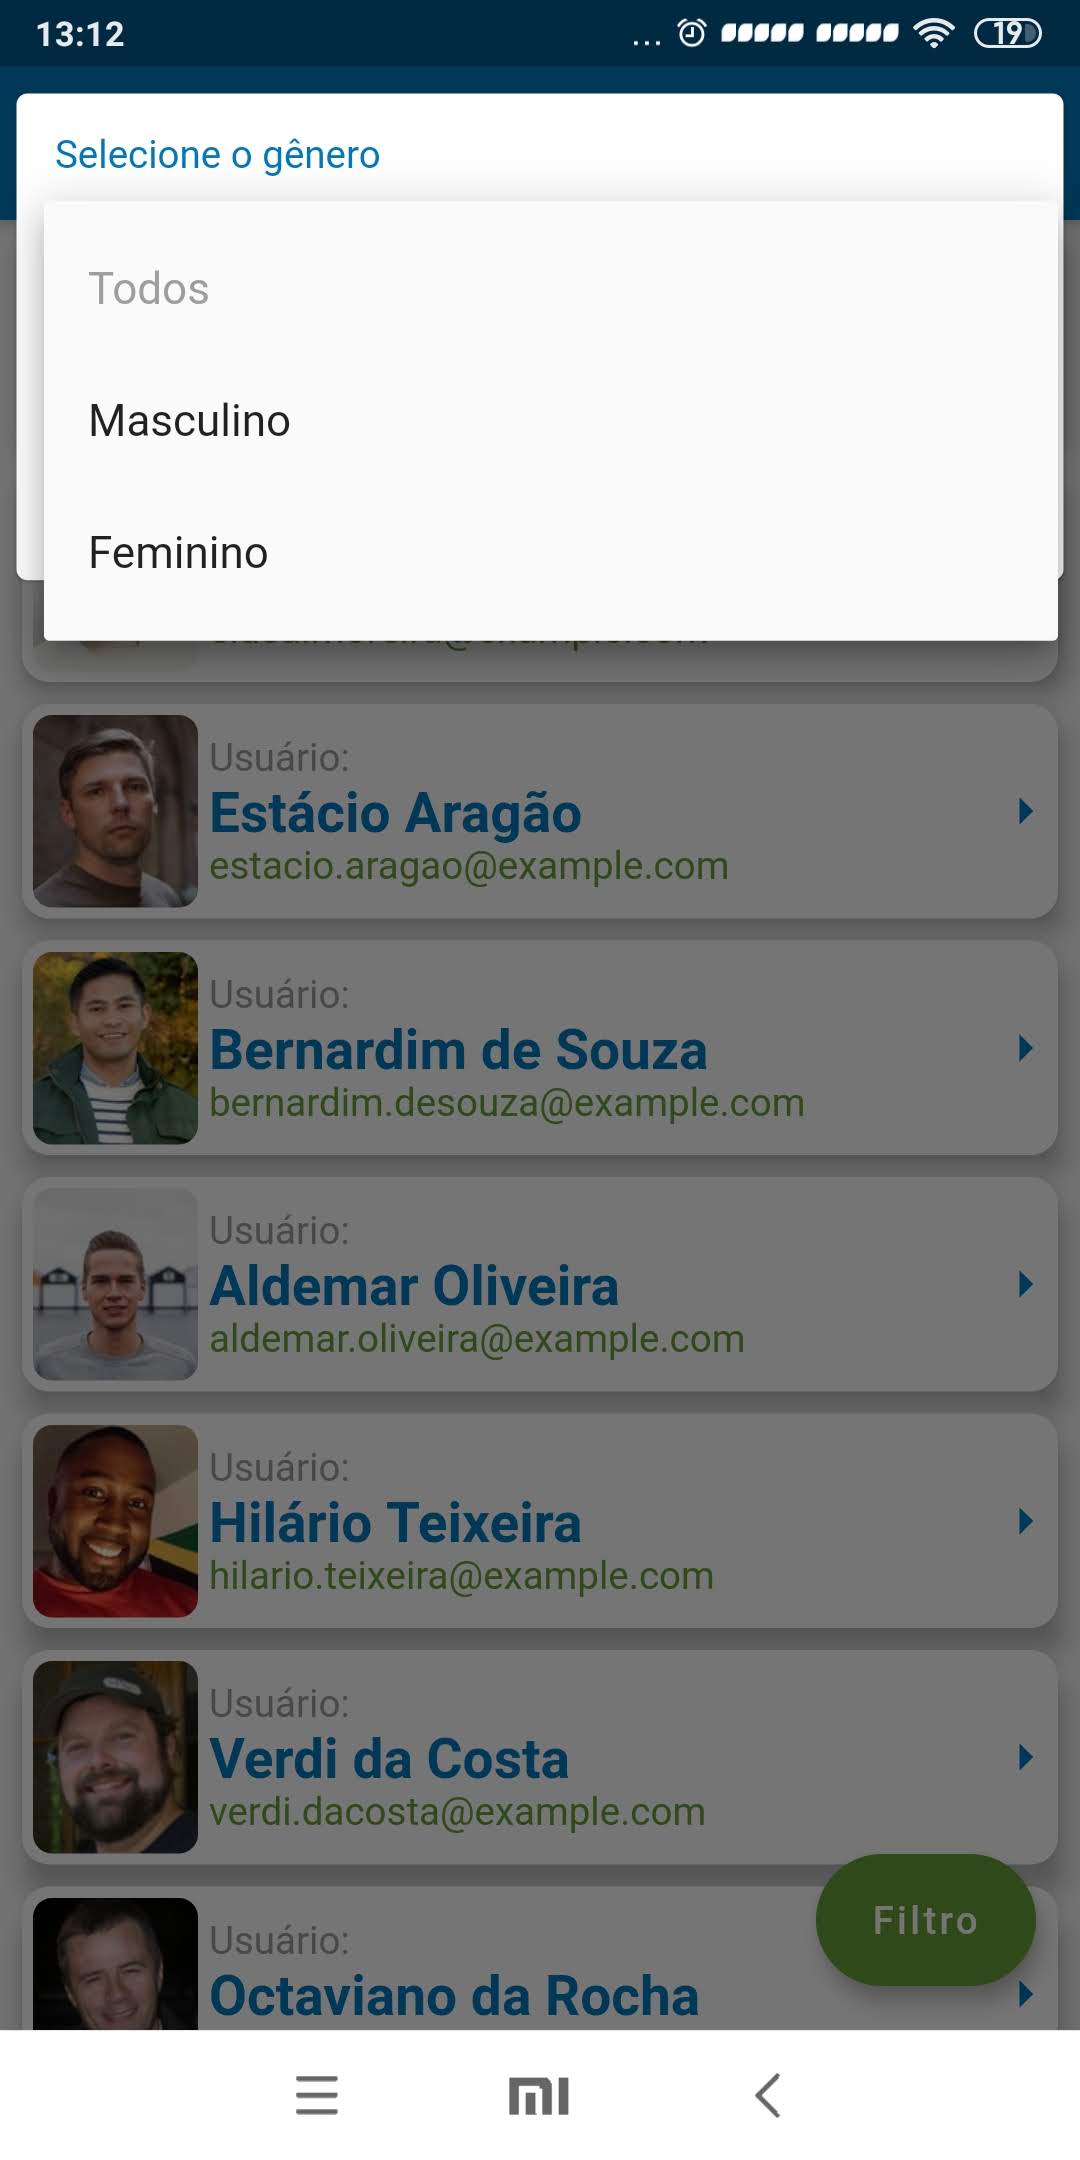 13:12
... 19
Selecione o gênero
Todos
Masculino
Feminino
Usuário:
Estácio Aragão
estacio.aragao@example.com
Usuário:
Bernardim de Souza
bernardim.desouza@example.com
Usuário:
Aldemar Oliveira
aldemar.oliveira@example.com
Usuário:
Hilário Teixeira
hilario.teixeira@example.com
Usuário:
Verdi da Costa
verdi.dacosta@example.com
Filtro
Usuário:
Octaviano da Rocha